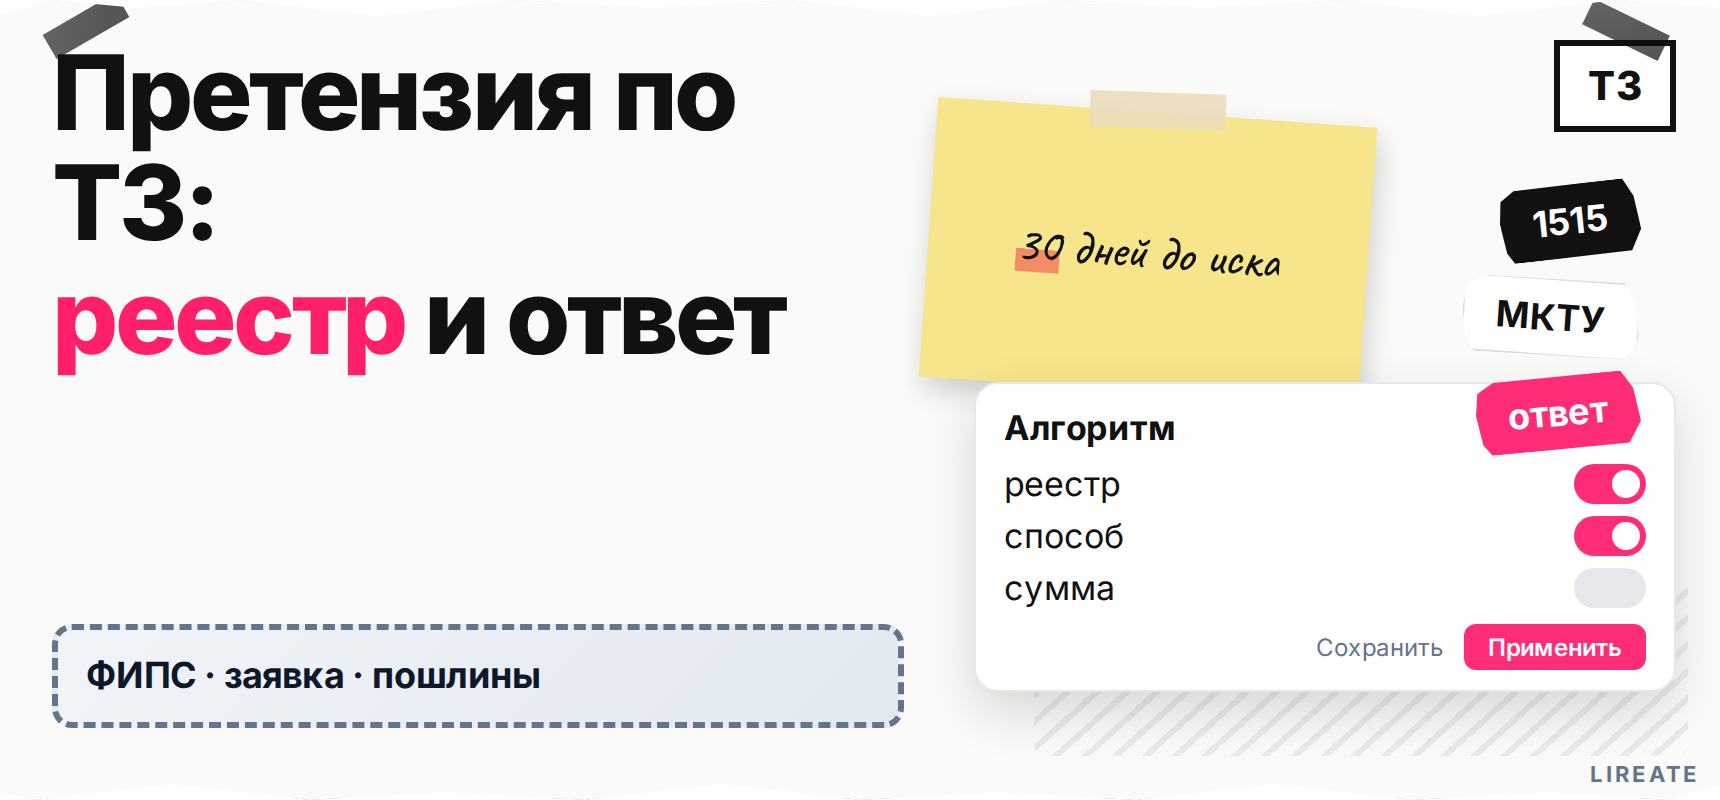 Претензия по
ТЗ:
реестр и ответ
ФИПС · заявка · пошлины
30 дней до иска
ТЗ
1515
МКТУ
ответ
Алгоритм
реестр
способ
сумма
Сохранить
Применить
LIREATE